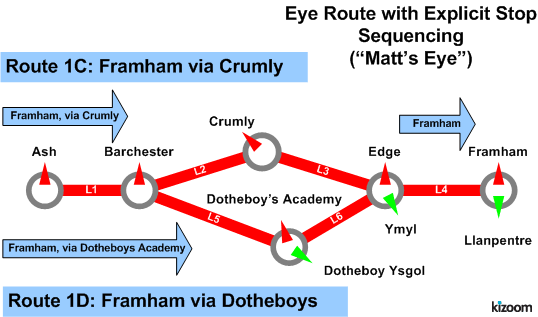 Eye Route with Explicit Stop
Sequencing
("Matt's Eye")
Route 1C: Framham via Crumly
Framham, via Crumly
Framham
Crumly
Ash
Barchester
Edge
Framham
L1
L2
L3
L4
L5
L6
Dotheboy's Academy
Ymyl
Llanpentre
Framham, via Dotheboys Academy
Dotheboy Ysgol
Route 1D: Framham via Dotheboys
kizoom